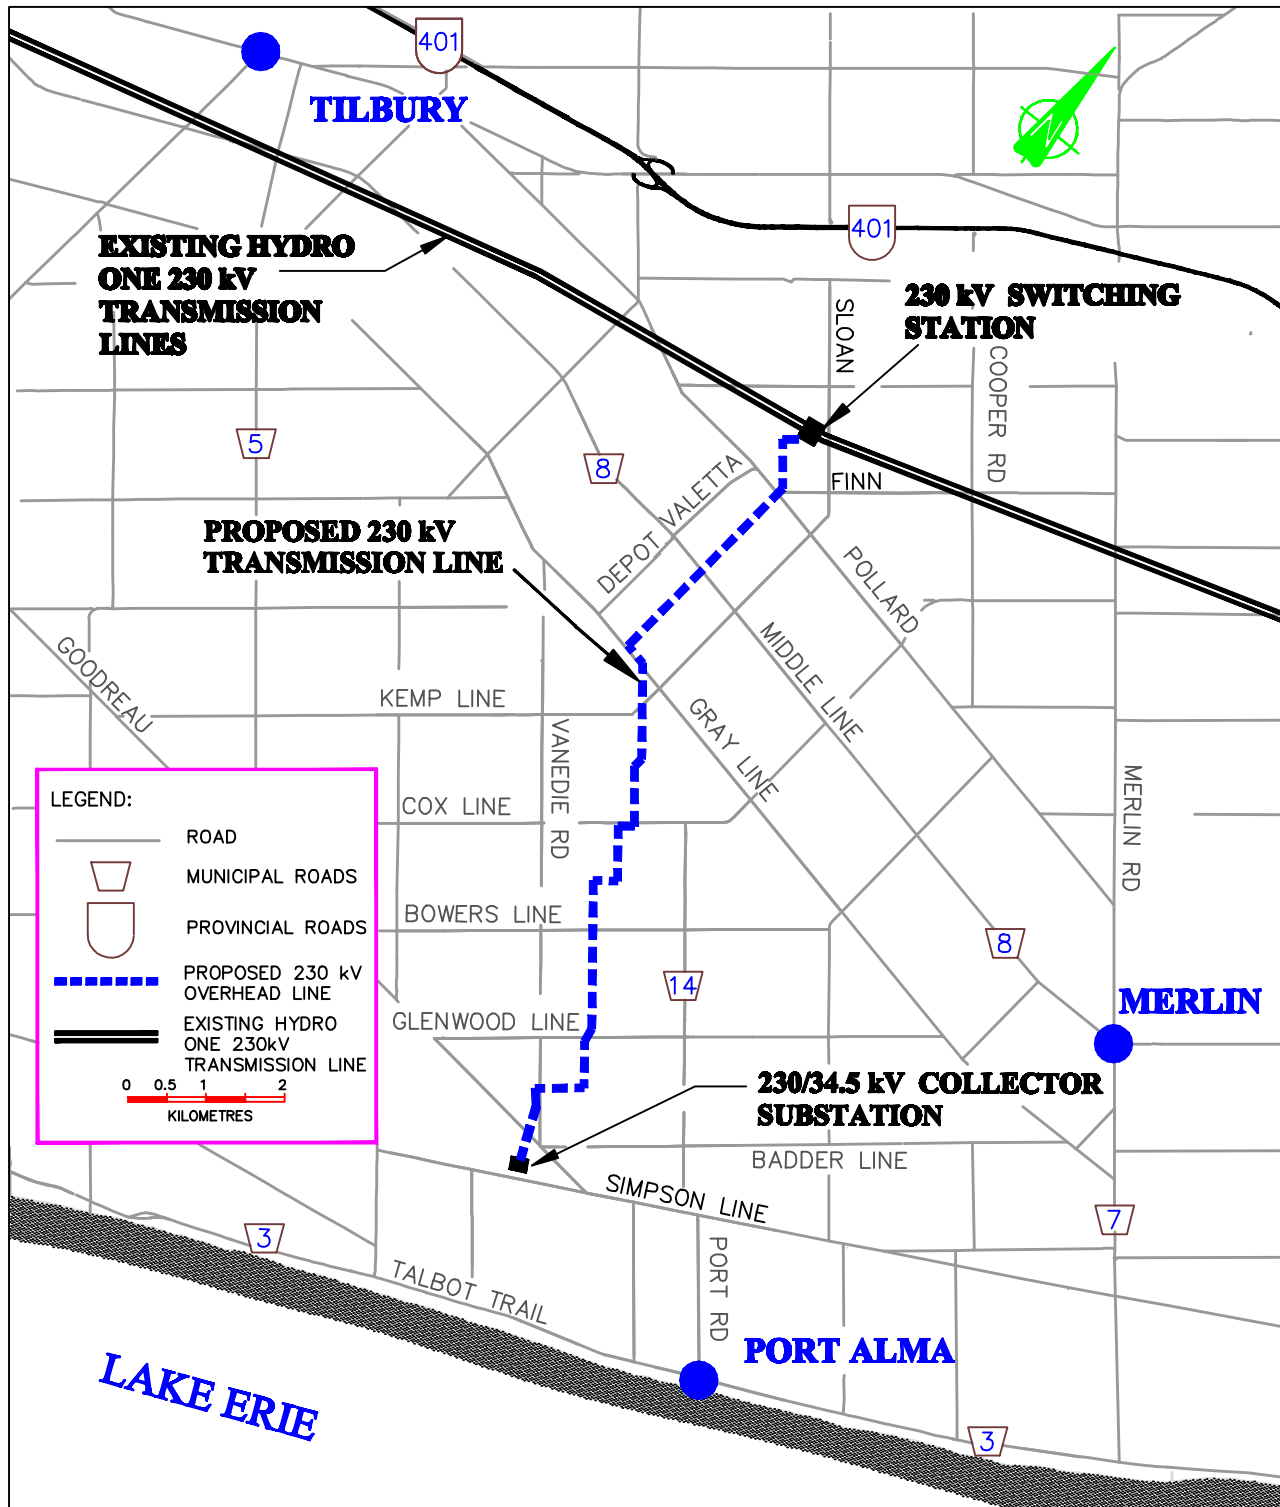 401
TILBURY
401
EXISTING HYDRO
ONE 230 kV
TRANSMISSION
LINES
230 kV SWITCHING
STATION
SLOAN
COOPER RD
5
8
FINN
DEPOT VALETTA
PROPOSED 230 kV
TRANSMISSION LINE
POLLARD
MIDDLE LINE
GOODREAU
KEMP LINE
GRAY LINE
VANEDIE RD
MERLIN RD
COX LINE
BOWERS LINE
8
14
MERLIN
GLENWOOD LINE
LEGEND:
ROAD
MUNICIPAL ROADS
PROVINCIAL ROADS
PROPOSED 230 kV
OVERHEAD LINE
EXISTING HYDRO
ONE 230kV
TRANSMISSION LINE
0 0.5 1 2
KILOMETRES
230/34.5 kV COLLECTOR
SUBSTATION
BADDER LINE
SIMPSON LINE
7
3
PORT RD
TALBOT TRAIL
PORT ALMA
LAKE ERIE
3